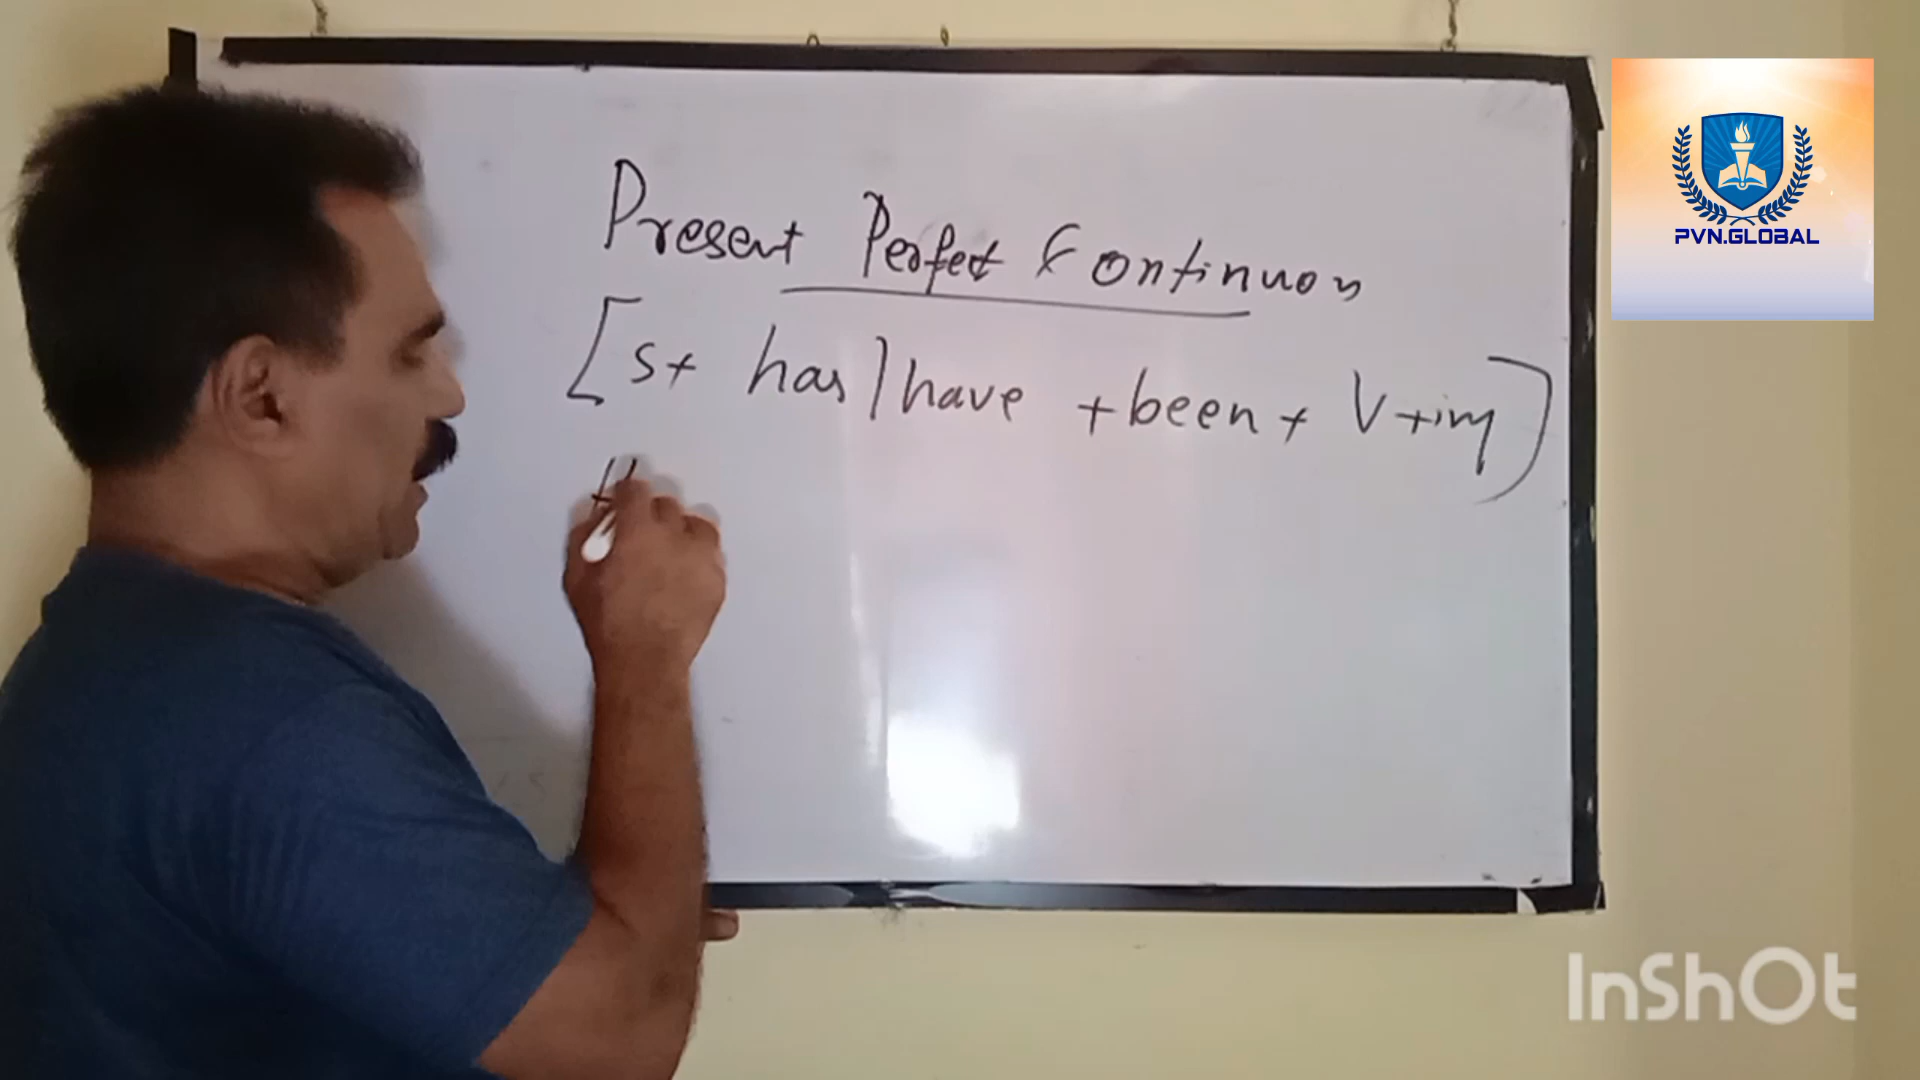 Present Perfect Continuous
[S+ has/have +been+ V+ing]
H
PVN.GLOBAL
InShOt